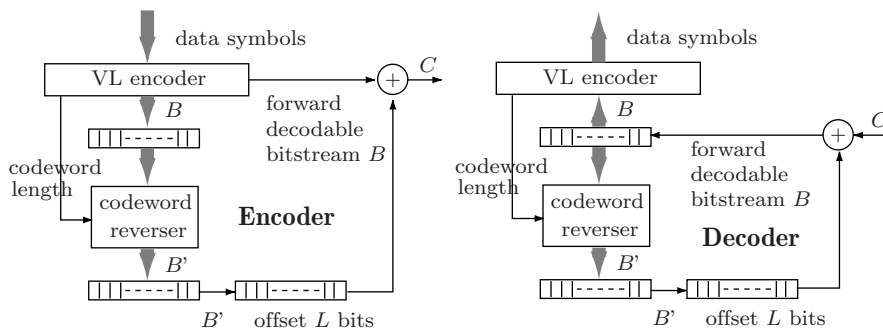 data symbols
VL encoder
B
+
C
forward
decodable
bitstream B
codeword
length
codeword
reverser
Encoder
B'
B'
offset L bits
data symbols
VL encoder
B
+
C
forward
decodable
bitstream B
codeword
length
codeword
reverser
Decoder
B'
B'
offset L bits